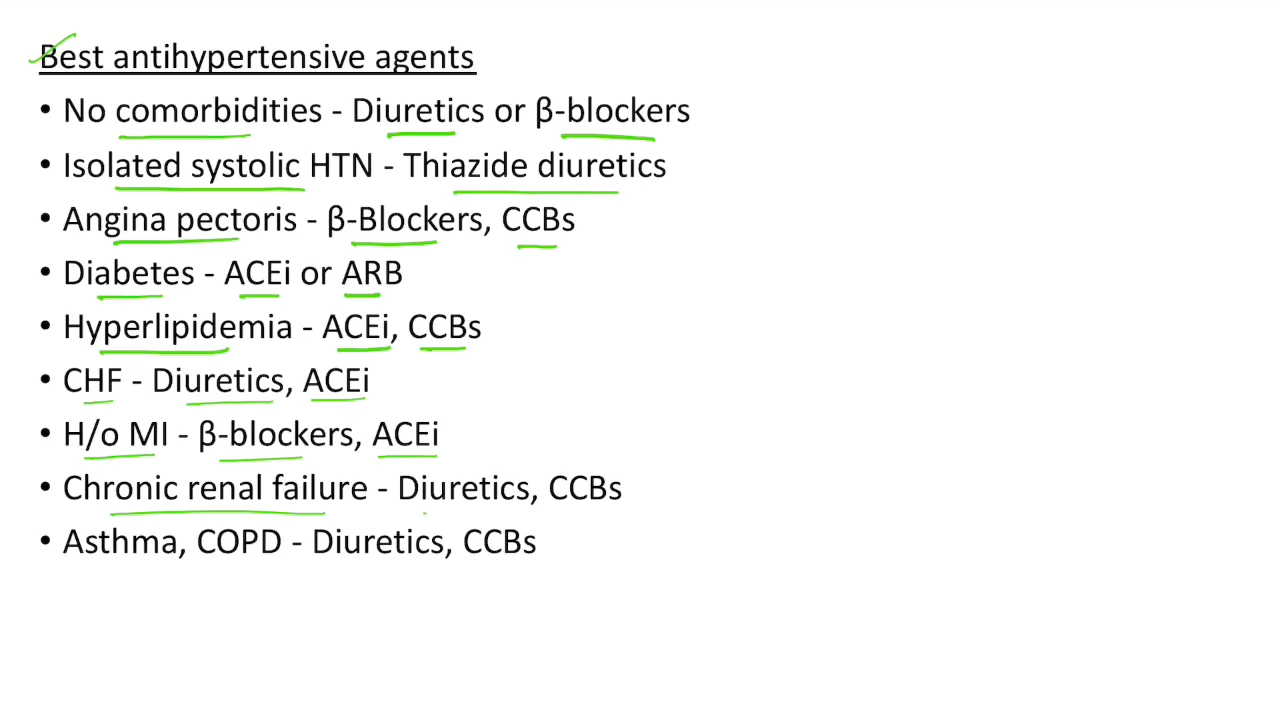 Best antihypertensive agents
• No comorbidities - Diuretics or β-blockers
• Isolated systolic HTN - Thiazide diuretics
• Angina pectoris - β-Blockers, CCBs
• Diabetes - ACEi or ARB
• Hyperlipidemia - ACEi, CCBs
• CHF - Diuretics, ACEi
• H/o MI - β-blockers, ACEi
• Chronic renal failure - Diuretics, CCBs
• Asthma, COPD - Diuretics, CCBs